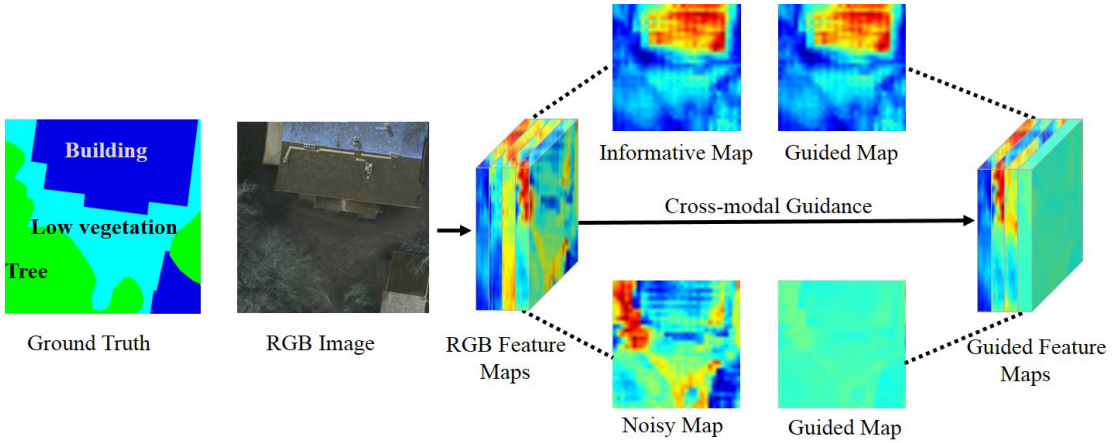 Building
Low vegetation
Tree
Ground Truth
RGB Image
RGB Feature
Maps
Informative Map
Guided Map
Cross-modal Guidance
Noisy Map
Guided Map
Guided Feature
Maps